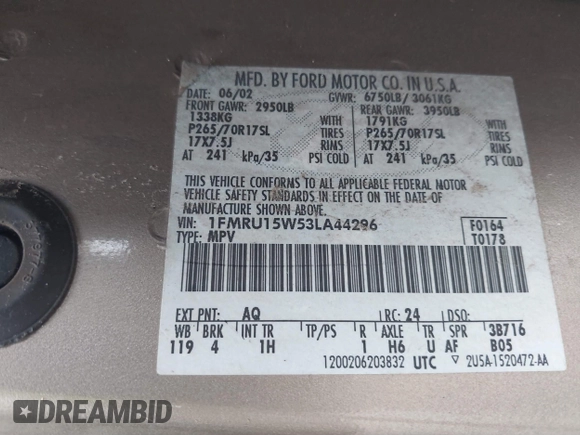 MFD. BY FORD MOTOR CO. IN U.S.A.
DATE: 06/02 GVWR: 6750LB/ 3061KG
FRONT GAWR: 2950LB REAR GAWR: 3950LB
1338KG WITH 1791KG WITH
P265/70R17SL TIRES P265/70R17SL TIRES
17X7.5J RIMS 17X7.5J RIMS
AT 241 kPa/35 PSI COLD AT 241 kPa/35 PSI COLD
THIS VEHICLE CONFORMS TO ALL APPLICABLE FEDERAL MOTOR
VEHICLE SAFETY STANDARDS IN EFFECT ON THE DATE OF
MANUFACTURE SHOWN ABOVE.
VIN: 1FMRU15W53LA44296 F0164
TYPE: MPV T0178
EXT PNT: AQ RC: 24 DSO:
WB BRK INT TR TP/PS R AXLE TR SPR 3B716
119 4 1H 1 H6 U AF B05
1200206203832 UTC 2U5A-1520472-AA
DREAMBID